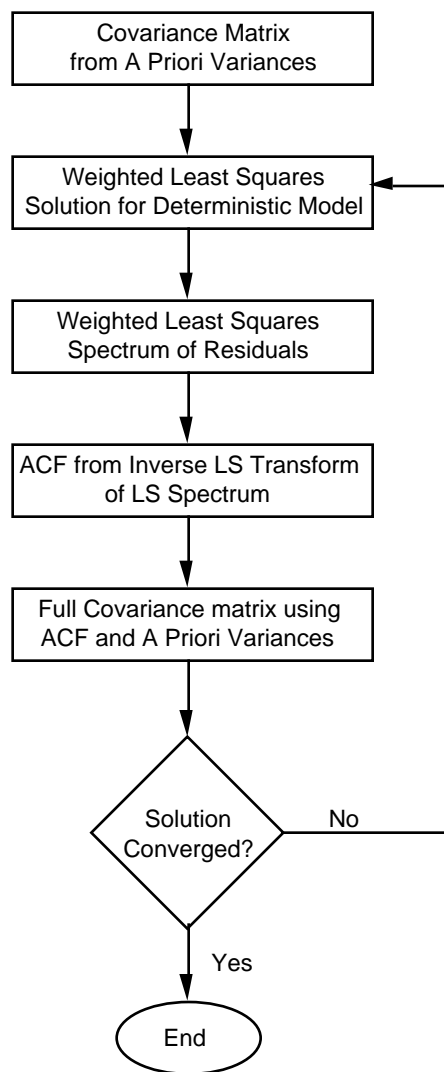 Covariance Matrix
from A Priori Variances
Weighted Least Squares
Solution for Deterministic Model
Weighted Least Squares
Spectrum of Residuals
ACF from Inverse LS Transform
of LS Spectrum
Full Covariance matrix using
ACF and A Priori Variances
Solution
Converged?
No
Yes
End